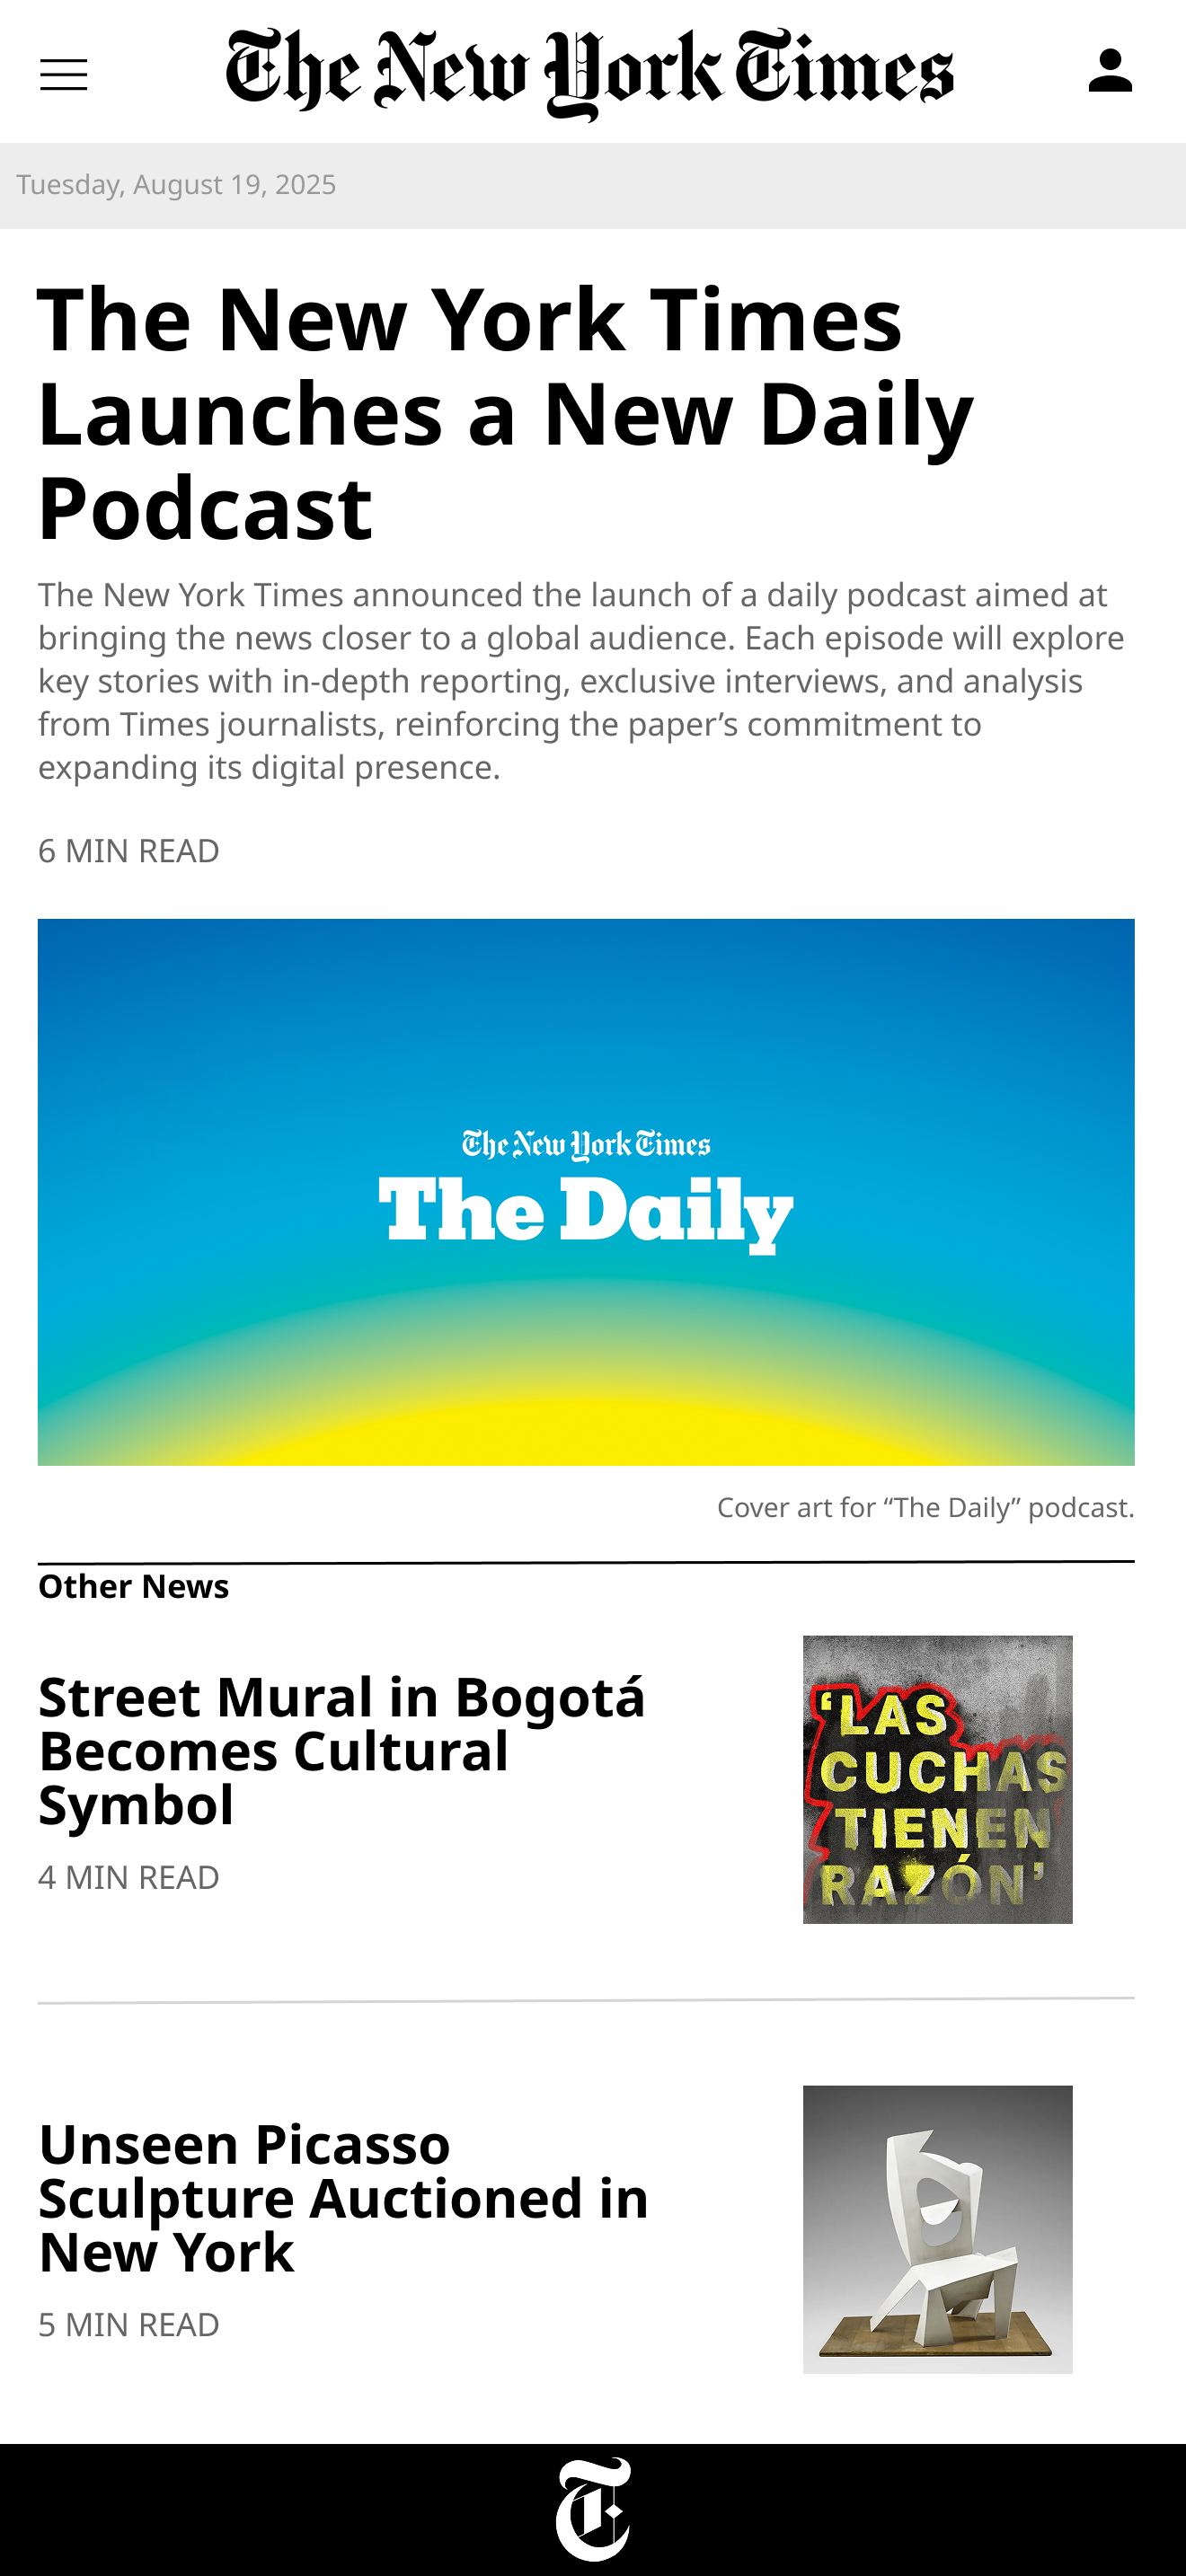 The New York Times
Tuesday, August 19, 2025
The New York Times
Launches a New Daily
Podcast
The New York Times announced the launch of a daily podcast aimed at
bringing the news closer to a global audience. Each episode will explore
key stories with in-depth reporting, exclusive interviews, and analysis
from Times journalists, reinforcing the paper’s commitment to
expanding its digital presence.
6 MIN READ
The New York Times
The Daily
Cover art for “The Daily” podcast.
Other News
Street Mural in Bogotá
Becomes Cultural
Symbol
4 MIN READ
‘LAS
CUCHAS
TIENEN
RAZÓN’
Unseen Picasso
Sculpture Auctioned in
New York
5 MIN READ
T